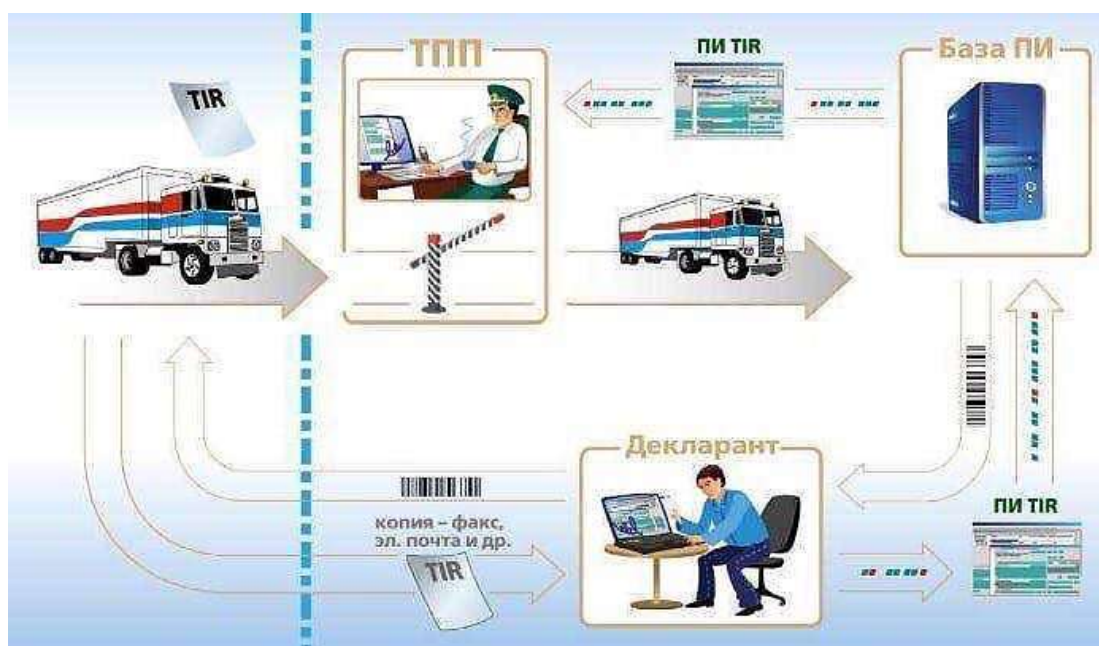 ТПП
ПИ TIR
База ПИ
TIR
Декларант
копия – факс,
эл. почта и др.
TIR
ПИ TIR